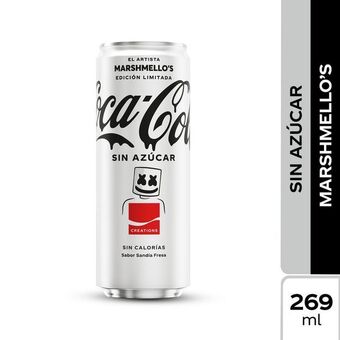 EL ARTISTA
MARSHMELLO'S
EDICIÓN LIMITADA
Coca-Cola
SIN AZÚCAR
CREATIONS
SIN CALORÍAS
Sabor Sandía Fresa
SIN AZÚCAR
MARSHMELLO'S
269
ml